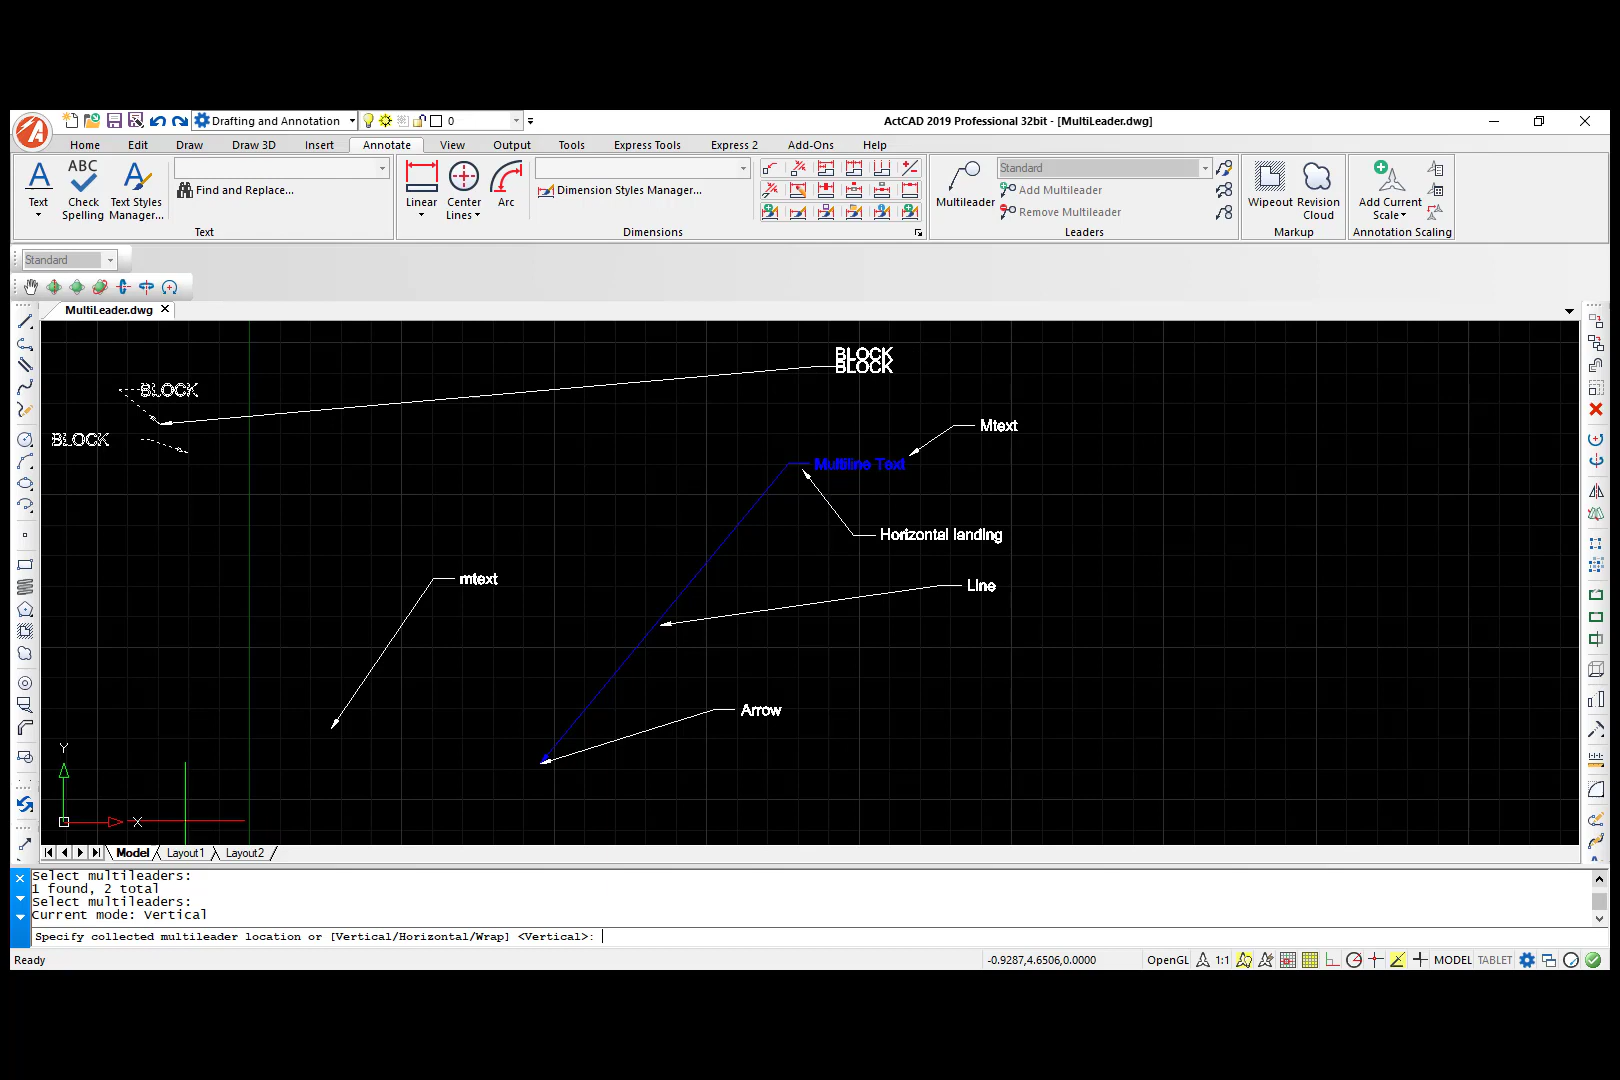 Drafting and Annotation
0
ActCAD 2019 Professional 32bit - [MultiLeader.dwg]
Home Edit Draw Draw 3D Insert Annotate View Output Tools Express Tools Express 2 Add-Ons Help
Text
ABC
Check Spelling
Text Styles Manager...
Find and Replace...
Text
Linear
Center Lines
Arc
Dimension Styles Manager...
Dimensions
Multileader
Standard
Add Multileader
Remove Multileader
Leaders
Wipeout
Revision Cloud
Markup
Add Current Scale
Annotation Scaling
Standard
MultiLeader.dwg
BLOCK
BLOCK
BLOCK
BLOCK
Mtext
Multiline Text
Horizontal landing
mtext
Line
Arrow
Y
X
Model Layout1 Layout2
Select multileaders:
1 found, 2 total
Select multileaders:
Current mode: Vertical
Specify collected multileader location or [Vertical/Horizontal/Wrap] <Vertical>:
Ready
-0.9287,4.6506,0.0000
OpenGL
1:1
MODEL
TABLET